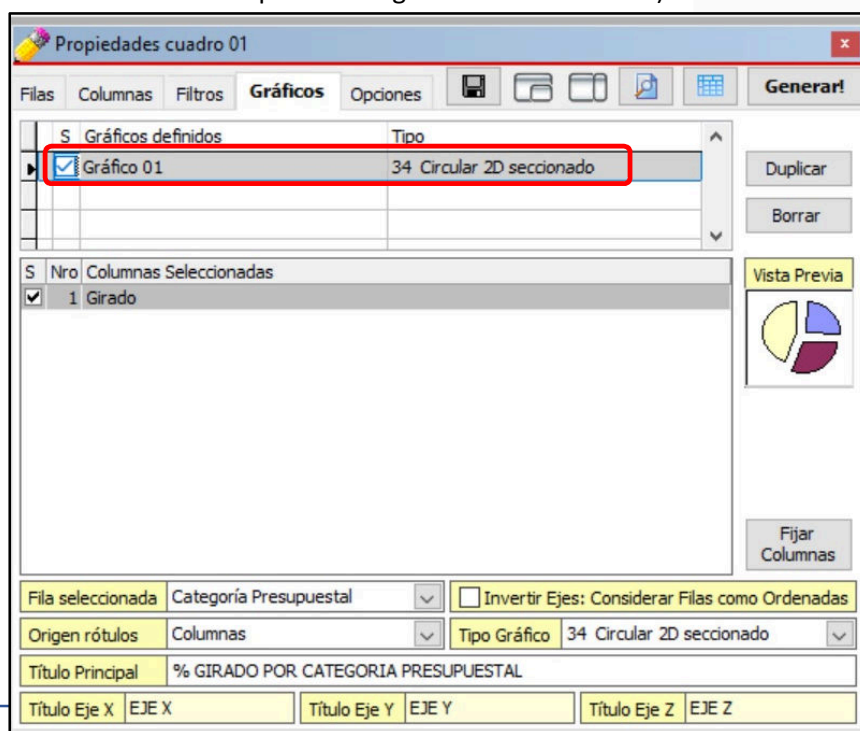 Propiedades cuadro 01
x
Filas Columnas Filtros Gráficos Opciones Generar!
S Gráficos definidos Tipo
Gráfico 01 34 Circular 2D seccionado
Duplicar
Borrar
S Nro Columnas Seleccionadas
1 Girado
Vista Previa
Fijar
Columnas
Fila seleccionada Categoría Presupuestal Invertir Ejes: Considerar Filas como Ordenadas
Origen rótulos Columnas Tipo Gráfico 34 Circular 2D seccionado
Título Principal % GIRADO POR CATEGORIA PRESUPUESTAL
Título Eje X EJE X Título Eje Y EJE Y Título Eje Z EJE Z